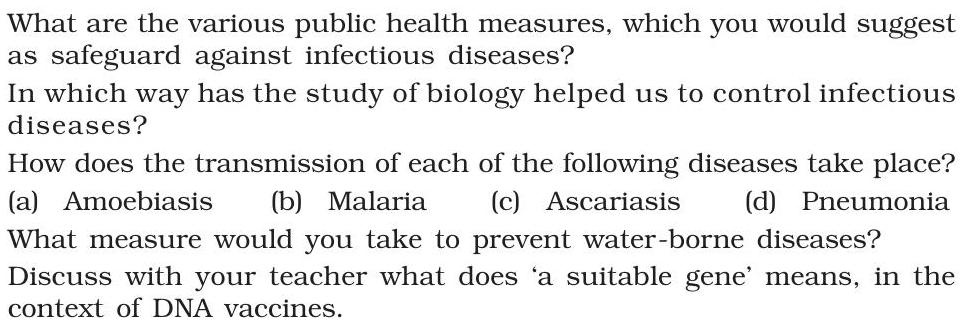 What are the various public health measures, which you would suggest
as safeguard against infectious diseases?
In which way has the study of biology helped us to control infectious
diseases?
How does the transmission of each of the following diseases take place?
(a) Amoebiasis (b) Malaria (c) Ascariasis (d) Pneumonia
What measure would you take to prevent water-borne diseases?
Discuss with your teacher what does ‘a suitable gene’ means, in the
context of DNA vaccines.